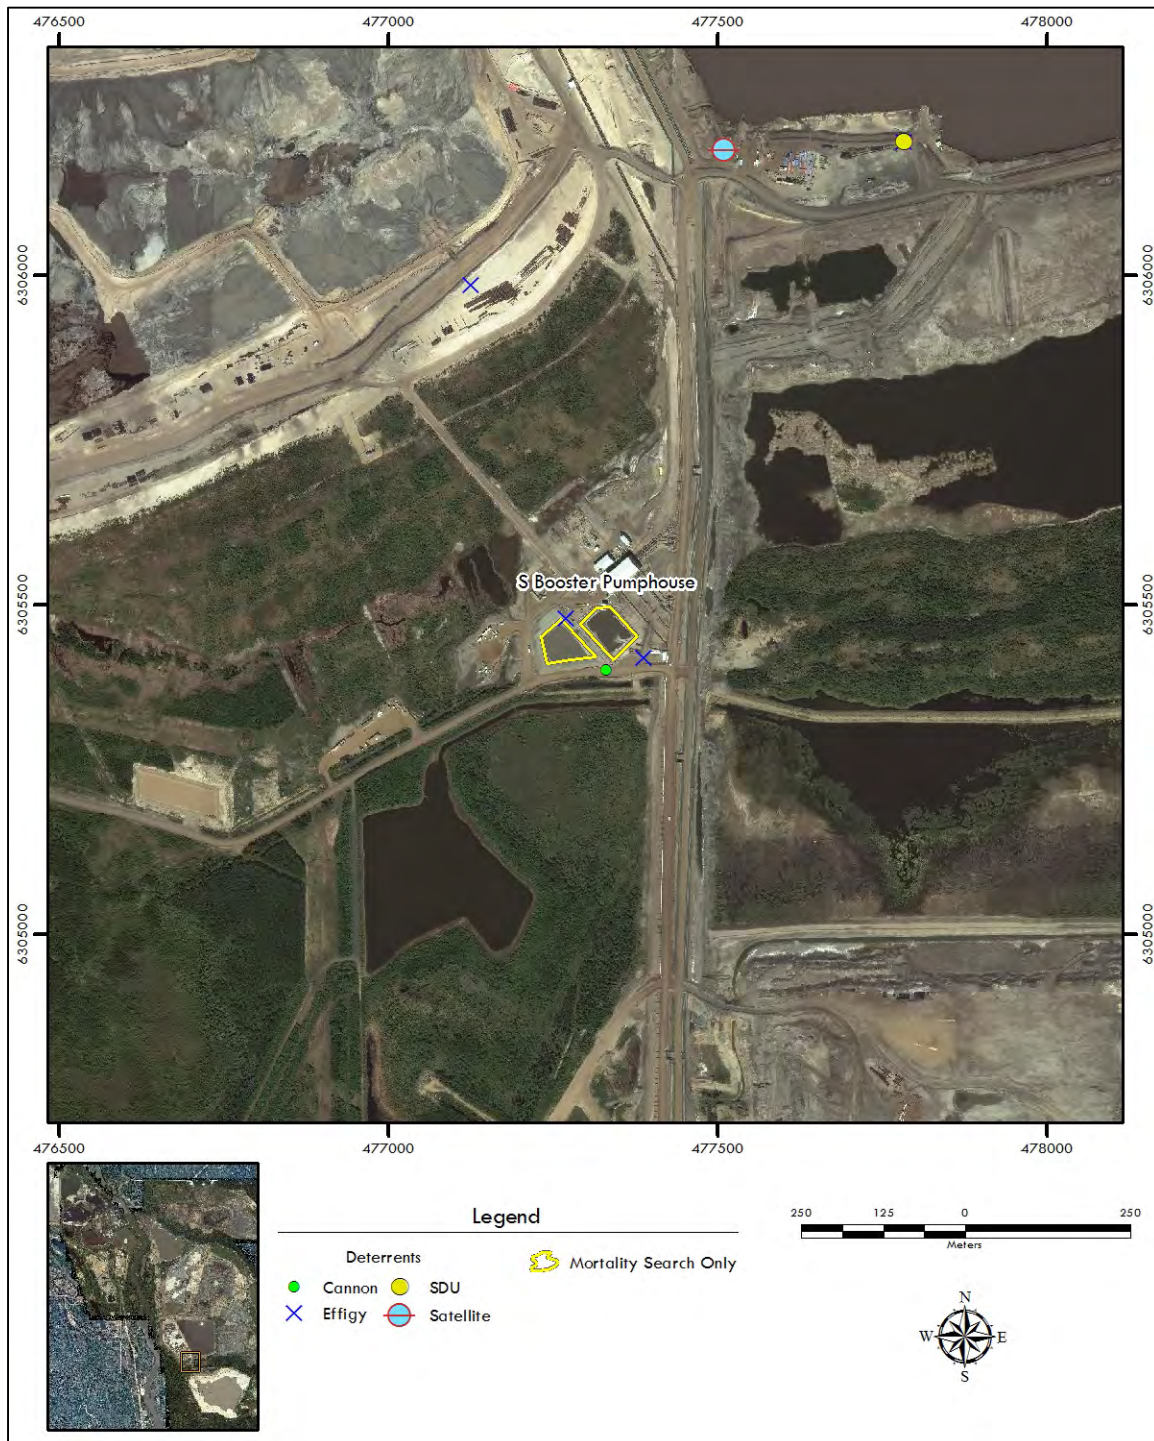 476500 477000 477500 478000
6306000 6306000
S Booster Pumphouse
6305500 6305500
6305000 6305000
476500 477000 477500 478000
Legend
Deterrents
Cannon SDU
Effigy Satellite
Mortality Search Only
250 125 0 250
Meters
N
W E
S